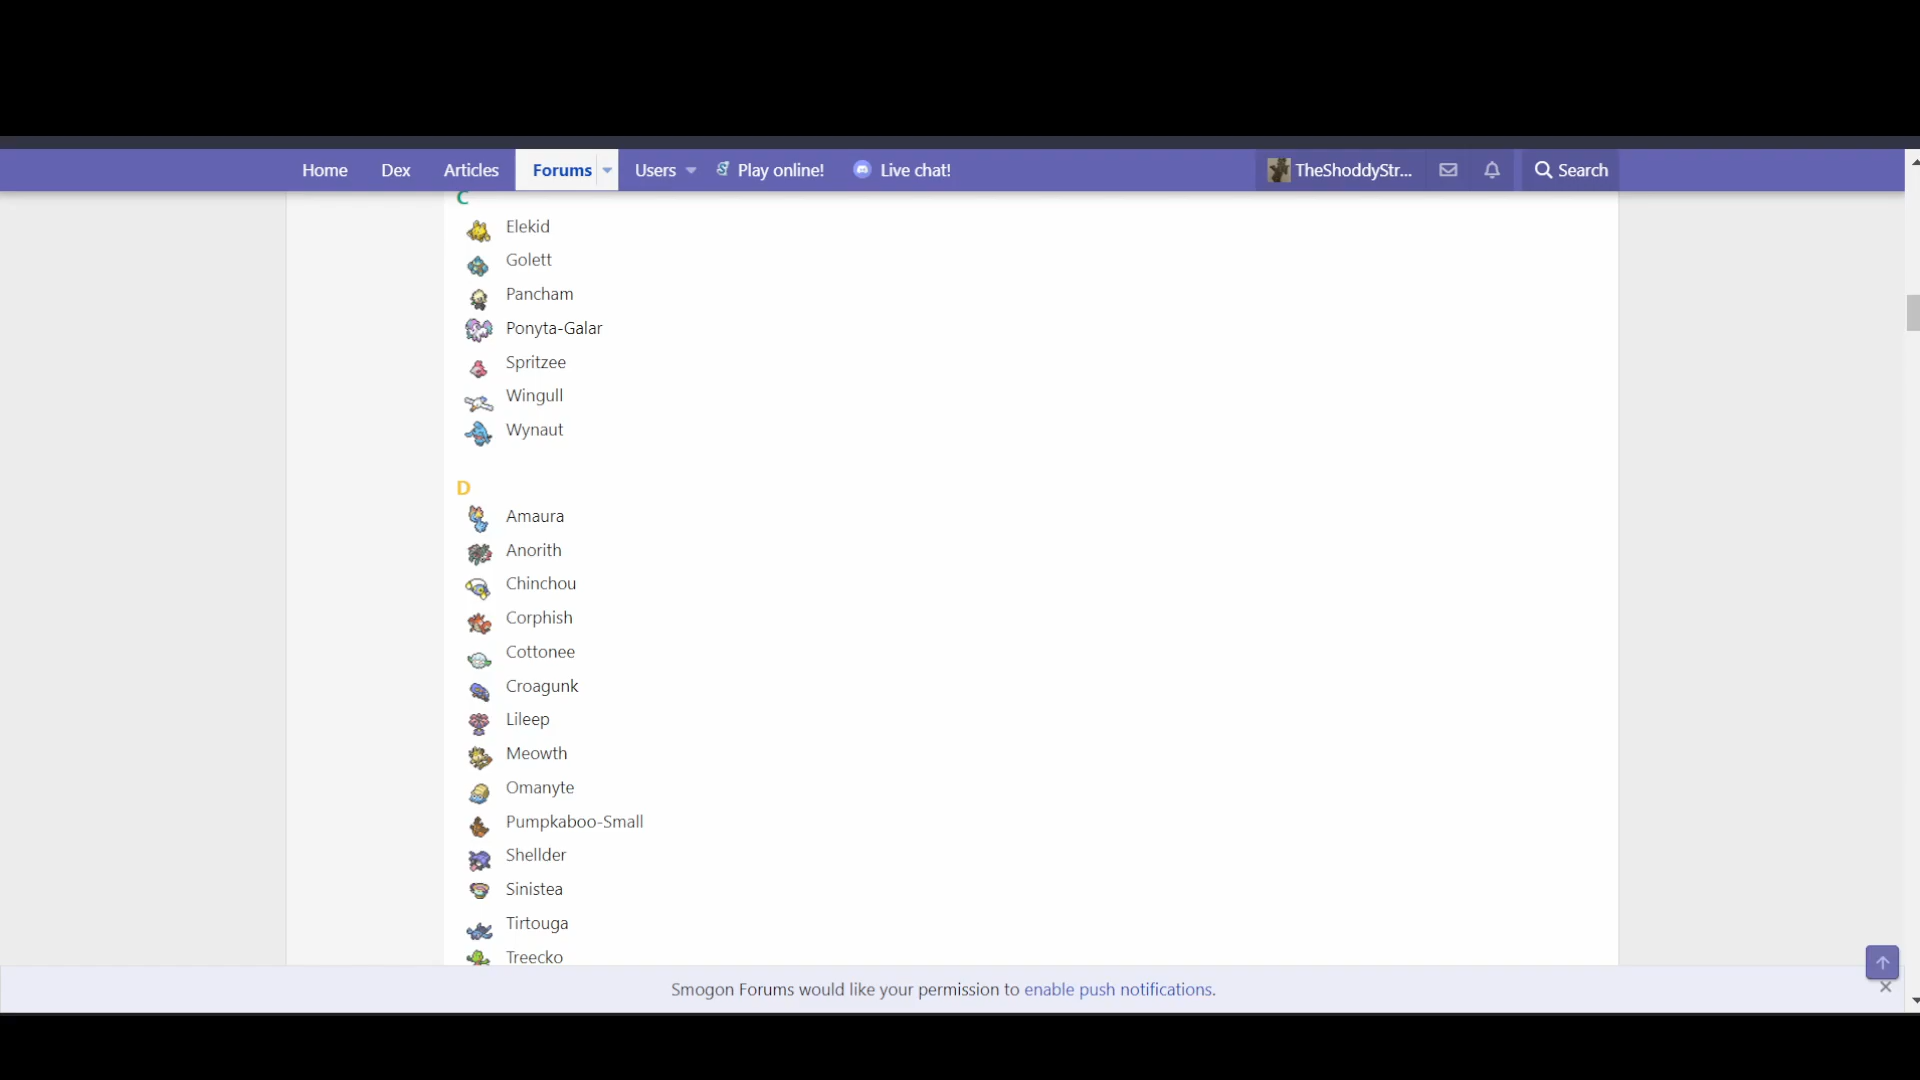 Home Dex Articles Forums Users Play online! Live chat! TheShoddyStr... Search
C
Elekid
Golett
Pancham
Ponyta-Galar
Spritzee
Wingull
Wynaut
D
Amaura
Anorith
Chinchou
Corphish
Cottonee
Croagunk
Lileep
Meowth
Omanyte
Pumpkaboo-Small
Shellder
Sinistea
Tirtouga
Treecko
Smogon Forums would like your permission to enable push notifications.